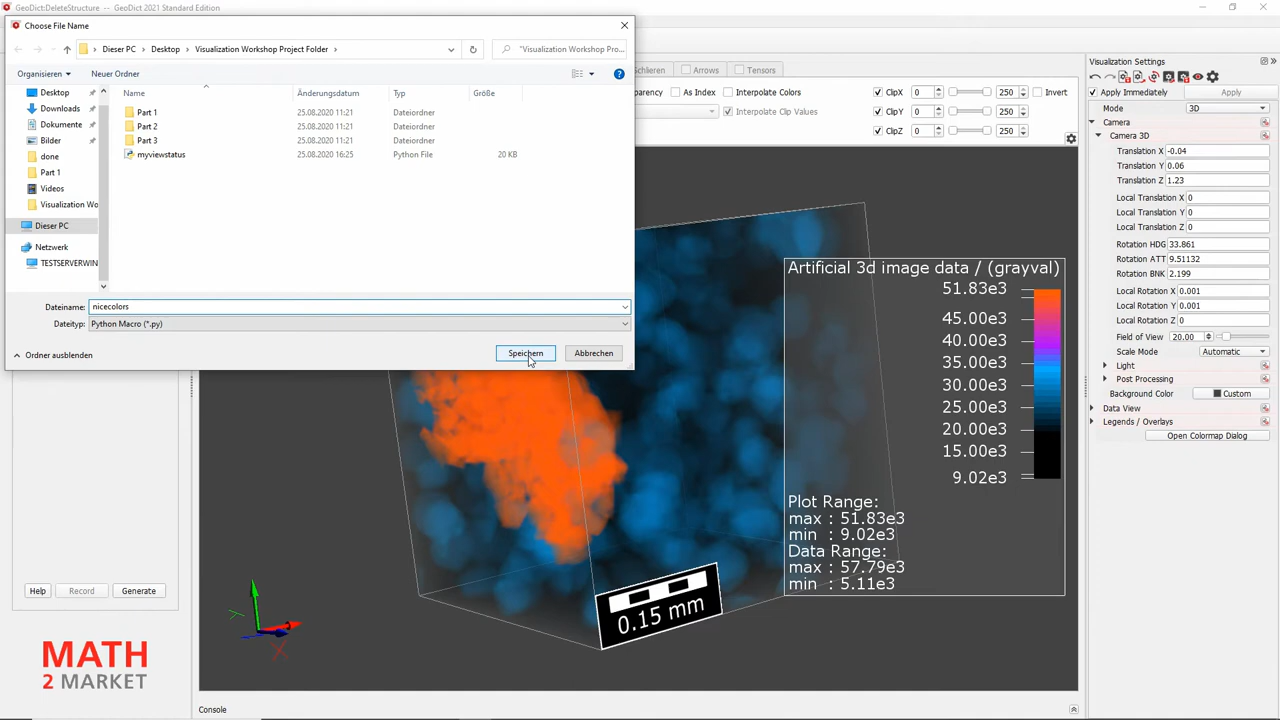 GeoDict:DeleteStructure GeoDict 2021 Standard Edition
Choose File Name
Dieser PC > Desktop > Visualization Workshop Project Folder >
"Visualization Workshop Pro...
Organisieren
Neuer Ordner
Name
Änderungsdatum
Typ
Größe
Desktop
Downloads
Dokumente
Bilder
done
Part 1
Videos
Visualization Wo
Dieser PC
Netzwerk
TESTSERVERWIN
Part 1 25.08.2020 11:21 Dateiordner
Part 2 25.08.2020 11:21 Dateiordner
Part 3 25.08.2020 11:21 Dateiordner
myviewstatus 25.08.2020 16:25 Python File 20 KB
Dateiname: nicecolors
Dateityp: Python Macro (*.py)
Ordner ausblenden
Speichern
Abbrechen
Arrows
Tensors
As Index
Interpolate Colors
Interpolate Clip Values
ClipX 0 250 Invert
ClipY 0 250
ClipZ 0 250
Artificial 3d image data / (grayval)
51.83e3
45.00e3
40.00e3
35.00e3
30.00e3
25.00e3
20.00e3
15.00e3
9.02e3
Plot Range:
max : 51.83e3
min : 9.02e3
Data Range:
max : 57.79e3
min : 5.11e3
0.15 mm
X
Help
Record
Generate
MATH
2 MARKET
Console
Visualization Settings
Apply Immediately
Apply
Mode 3D
Camera
Camera 3D
Translation X -0.04
Translation Y 0.06
Translation Z 1.23
Local Translation X 0
Local Translation Y 0
Local Translation Z 0
Rotation HDG 33.861
Rotation ATT 9.51132
Rotation BNK 2.199
Local Rotation X 0.001
Local Rotation Y 0.001
Local Rotation Z 0
Field of View 20.00
Scale Mode Automatic
Light
Post Processing
Background Color Custom
Data View
Legends / Overlays
Open Colormap Dialog